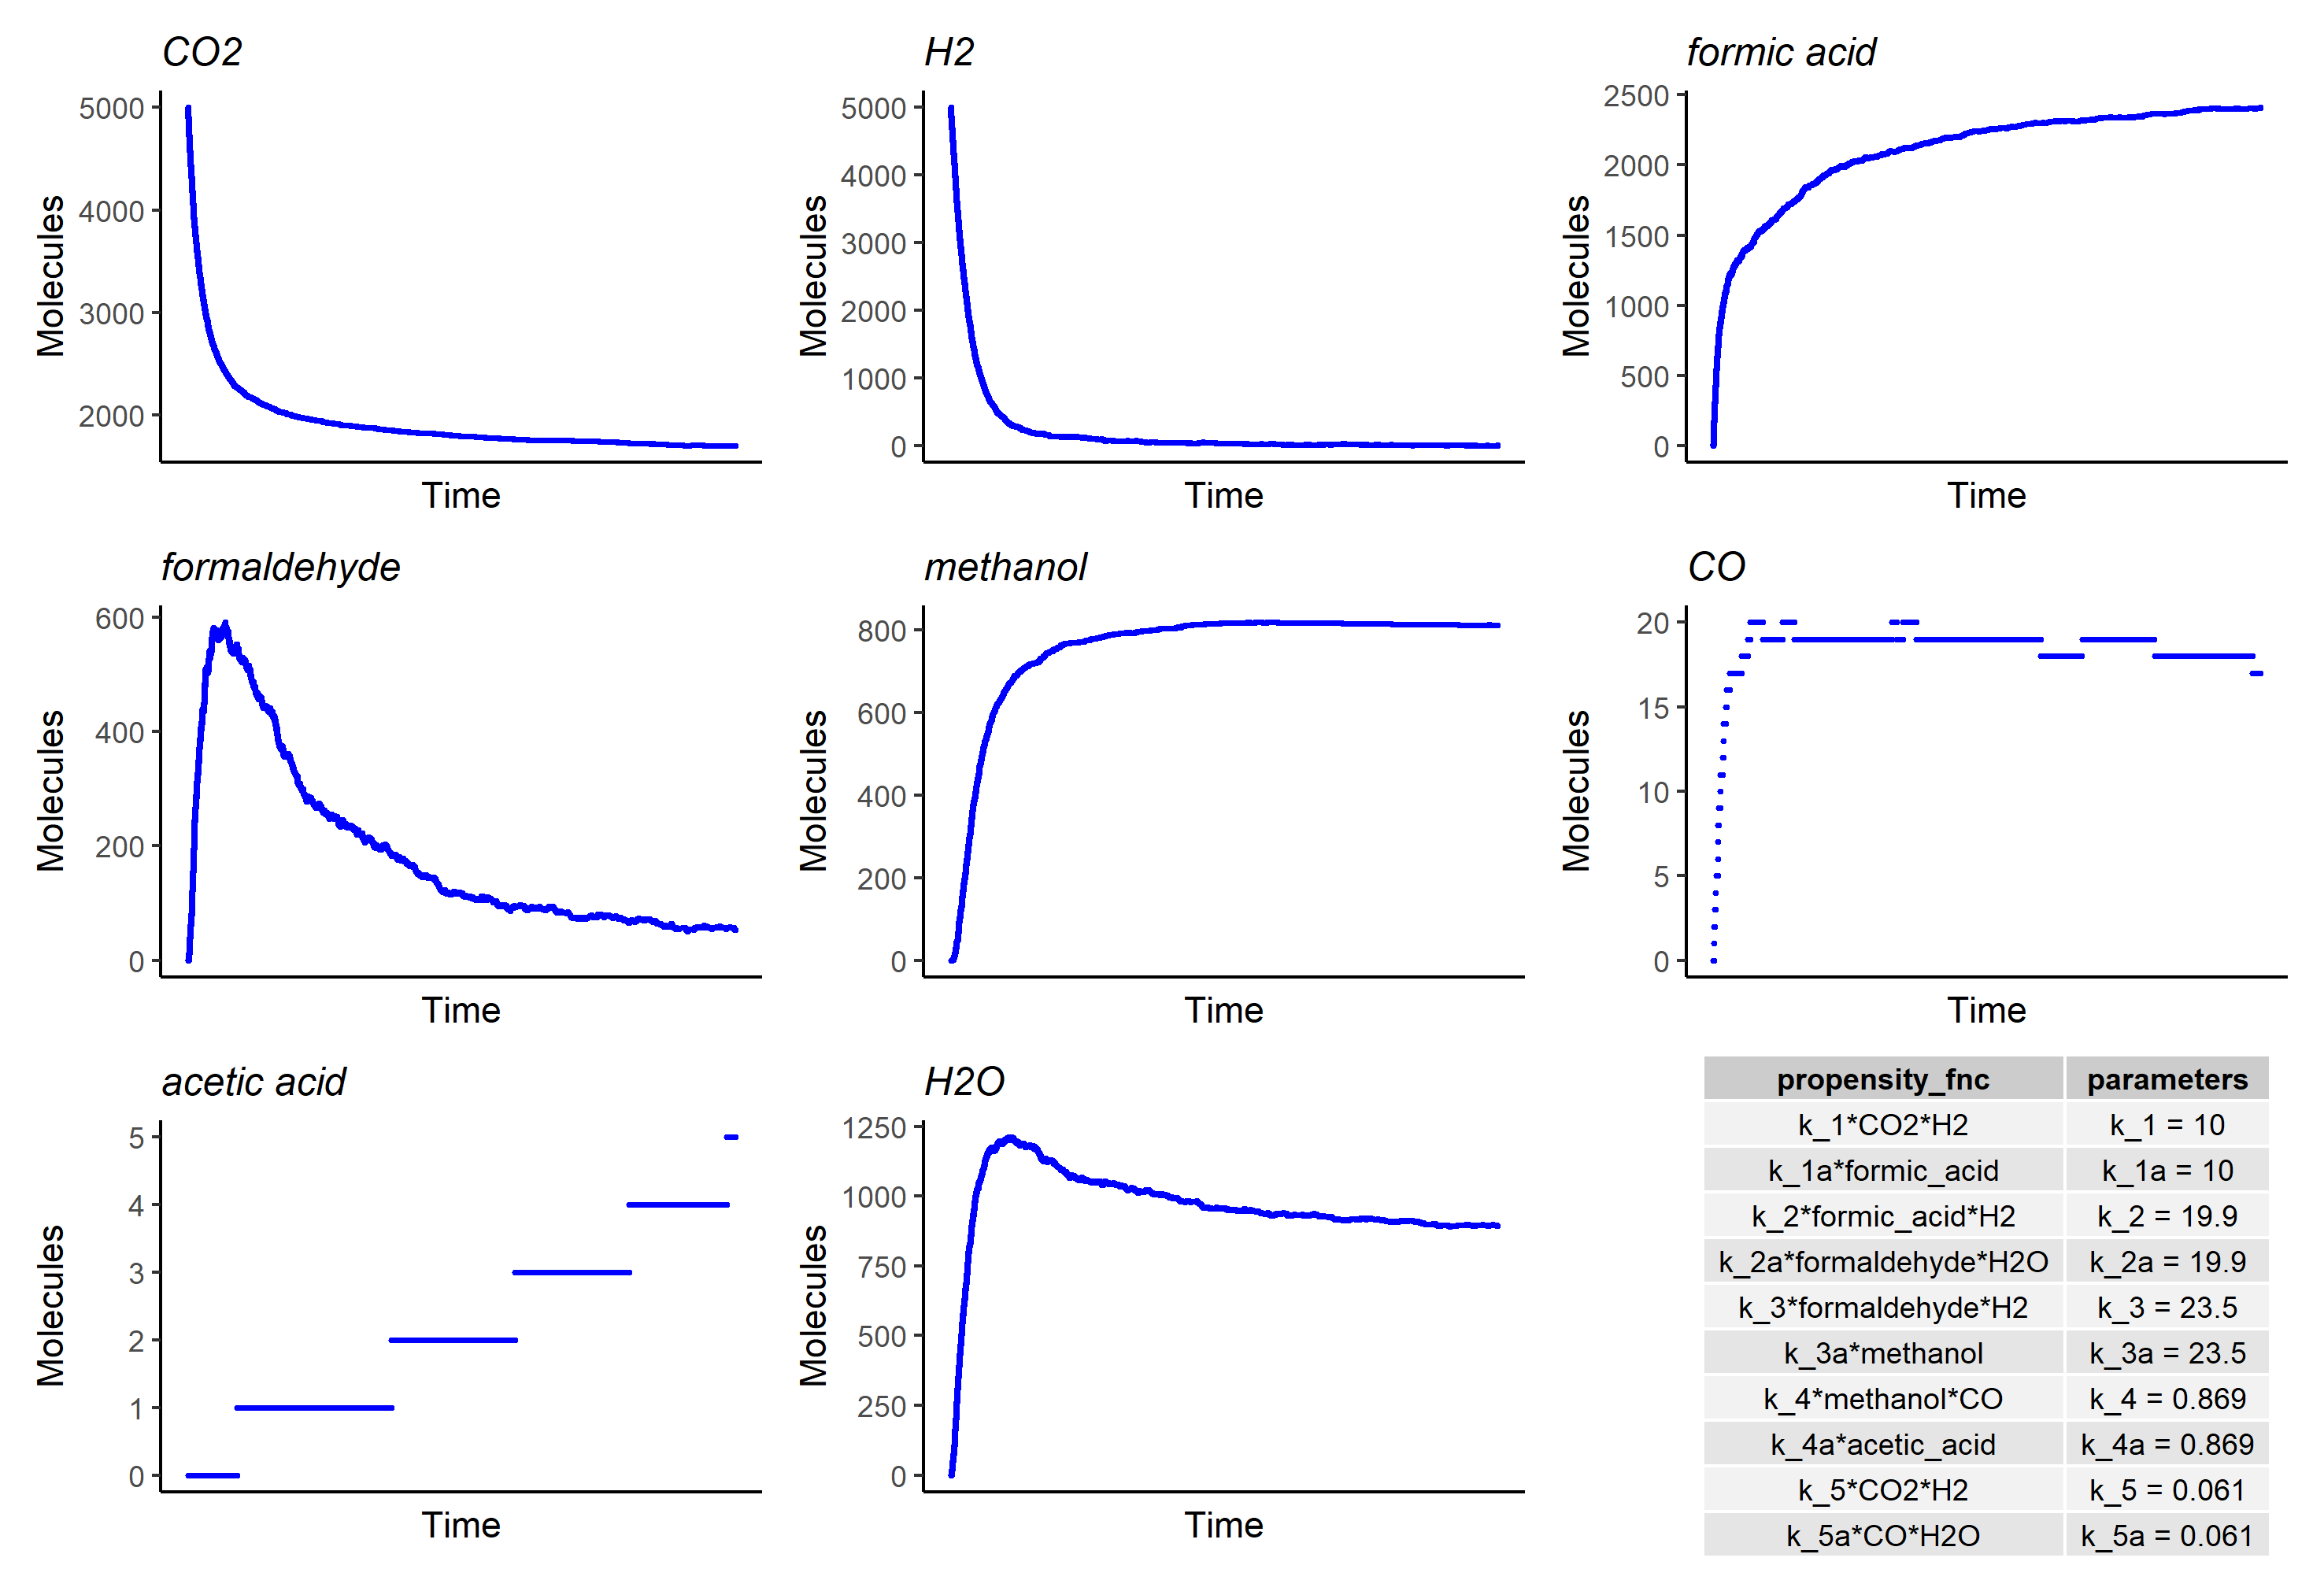 CO2
5000
4000
3000
2000
Molecules
Time
H2
5000
4000
3000
2000
1000
0
Molecules
Time
formic acid
2500
2000
1500
1000
500
0
Molecules
Time
formaldehyde
600
400
200
0
Molecules
Time
methanol
800
600
400
200
0
Molecules
Time
CO
20
15
10
5
0
Molecules
Time
acetic acid
5
4
3
2
1
0
Molecules
Time
H2O
1250
1000
750
500
250
0
Molecules
Time
propensity_fnc parameters
k_1*CO2*H2 k_1 = 10
k_1a*formic_acid k_1a = 10
k_2*formic_acid*H2 k_2 = 19.9
k_2a*formaldehyde*H2O k_2a = 19.9
k_3*formaldehyde*H2 k_3 = 23.5
k_3a*methanol k_3a = 23.5
k_4*methanol*CO k_4 = 0.869
k_4a*acetic_acid k_4a = 0.869
k_5*CO2*H2 k_5 = 0.061
k_5a*CO*H2O k_5a = 0.061